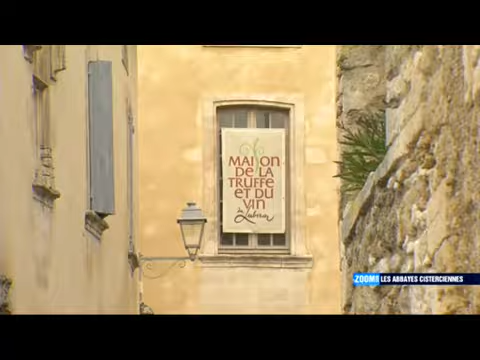 MAISON
DE LA
TRUFFE
ET DU
VIN
du Luberon
ZOOM LES ABBAYES CISTERCIENNES